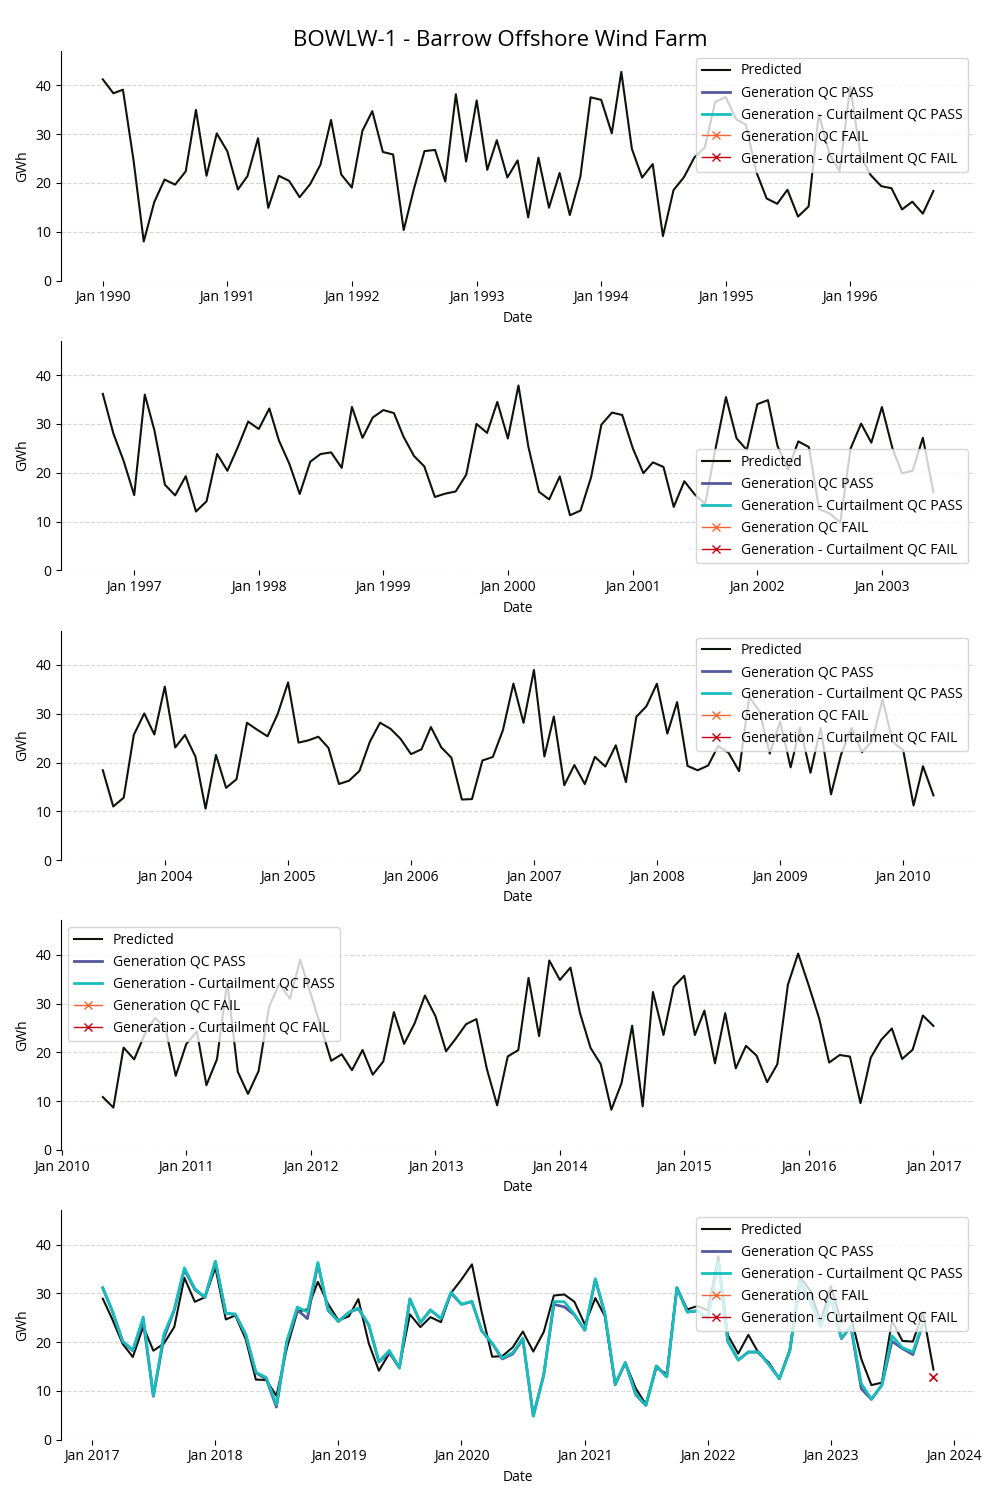 BOWLW-1 - Barrow Offshore Wind Farm
Predicted
Generation QC PASS
Generation - Curtailment QC PASS
Generation QC FAIL
Generation - Curtailment QC FAIL
GWh
40
30
20
10
0
Jan 1990 Jan 1991 Jan 1992 Jan 1993 Jan 1994 Jan 1995 Jan 1996
Date
Predicted
Generation QC PASS
Generation - Curtailment QC PASS
Generation QC FAIL
Generation - Curtailment QC FAIL
GWh
40
30
20
10
0
Jan 1997 Jan 1998 Jan 1999 Jan 2000 Jan 2001 Jan 2002 Jan 2003
Date
Predicted
Generation QC PASS
Generation - Curtailment QC PASS
Generation QC FAIL
Generation - Curtailment QC FAIL
GWh
40
30
20
10
0
Jan 2004 Jan 2005 Jan 2006 Jan 2007 Jan 2008 Jan 2009 Jan 2010
Date
Predicted
Generation QC PASS
Generation - Curtailment QC PASS
Generation QC FAIL
Generation - Curtailment QC FAIL
GWh
40
30
20
10
0
Jan 2010 Jan 2011 Jan 2012 Jan 2013 Jan 2014 Jan 2015 Jan 2016 Jan 2017
Date
Predicted
Generation QC PASS
Generation - Curtailment QC PASS
Generation QC FAIL
Generation - Curtailment QC FAIL
GWh
40
30
20
10
0
Jan 2017 Jan 2018 Jan 2019 Jan 2020 Jan 2021 Jan 2022 Jan 2023 Jan 2024
Date